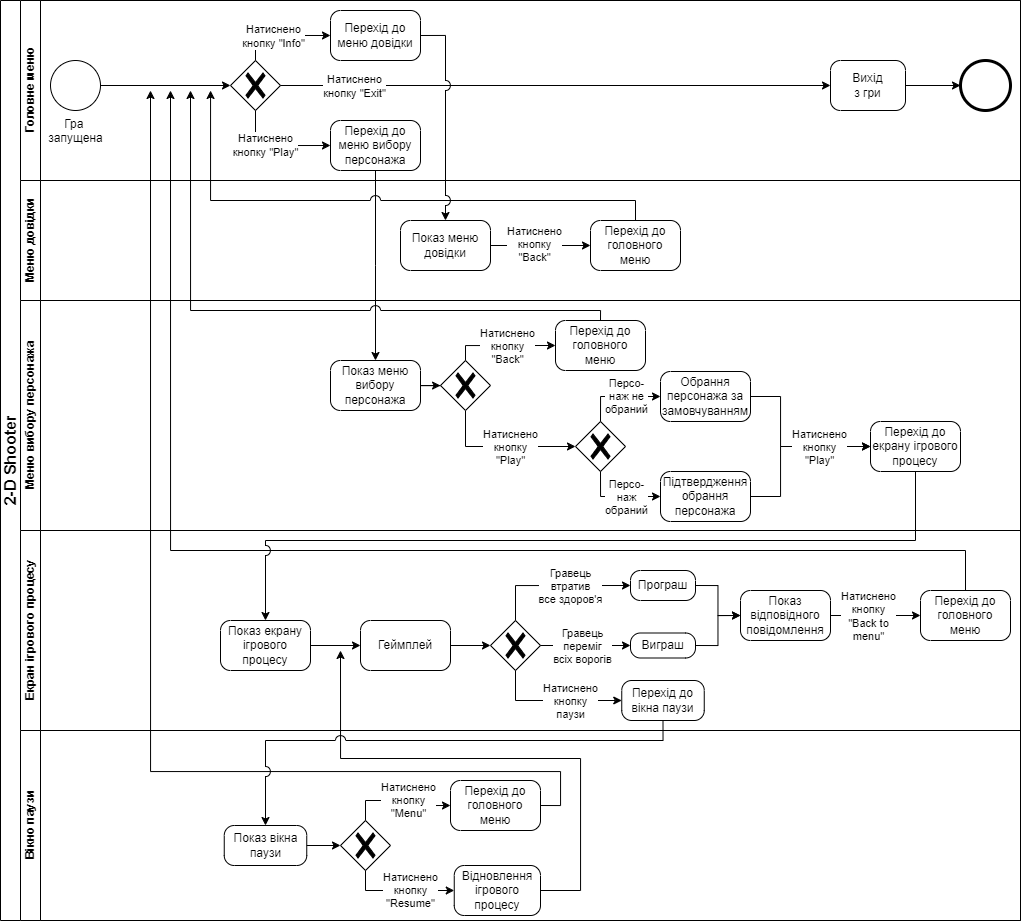 2-D Shooter
Головне меню
Гра
запущена
Натиснено
кнопку "Info"
Перехід до
меню довідки
Натиснено
кнопку "Exit"
Вихід
з гри
Натиснено
кнопку "Play"
Перехід до
меню вибору
персонажа
Меню довідки
Показ меню
довідки
Натиснено
кнопку
"Back"
Перехід до
головного
меню
Меню вибору персонажа
Показ меню
вибору
персонажа
Натиснено
кнопку
"Back"
Перехід до
головного
меню
Натиснено
кнопку
"Play"
Персо-
наж не
обраний
Обрання
персонажа за
замовчуванням
Персо-
наж
обраний
Підтвердження
обрання
персонажа
Натиснено
кнопку
"Play"
Перехід до
екрану ігрового
процесу
Екран ігрового процесу
Показ екрану
ігрового
процесу
Геймплей
Гравець
втратив
все здоров'я
Програш
Гравець
переміг
всіх ворогів
Виграш
Натиснено
кнопку
паузи
Перехід до
вікна паузи
Показ
відповідного
повідомлення
Натиснено
кнопку
"Back to
menu"
Перехід до
головного
меню
Вікно паузи
Показ вікна
паузи
Натиснено
кнопку
"Menu"
Перехід до
головного
меню
Натиснено
кнопку
"Resume"
Відновлення
ігрового
процесу